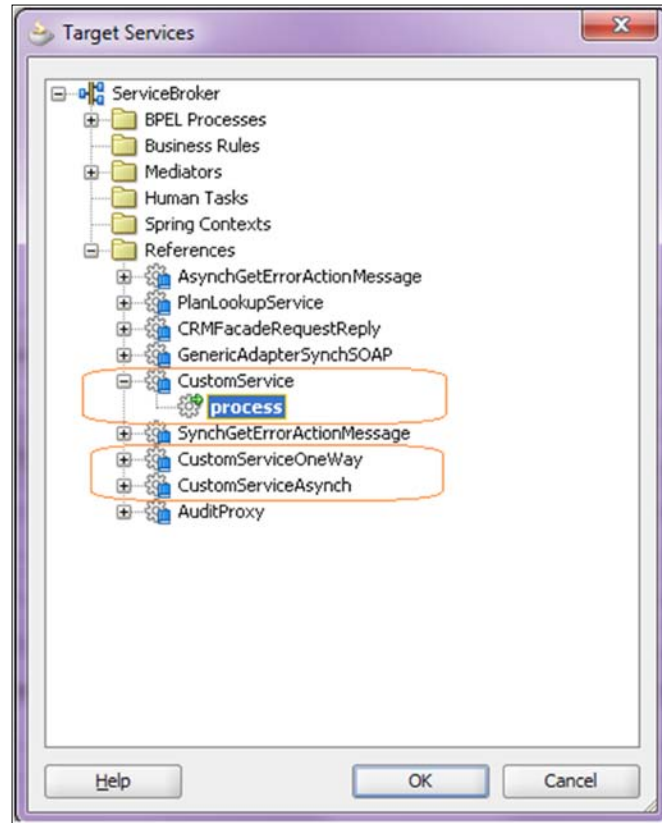 Target Services
ServiceBroker
BPEL Processes
Business Rules
Mediators
Human Tasks
Spring Contexts
References
AsynchGetErrorActionMessage
PlanLookupService
CRMFacadeRequestReply
GenericAdapterSynchSOAP
CustomService
process
SynchGetErrorActionMessage
CustomServiceOneWay
CustomServiceAsynch
AuditProxy
Help OK Cancel